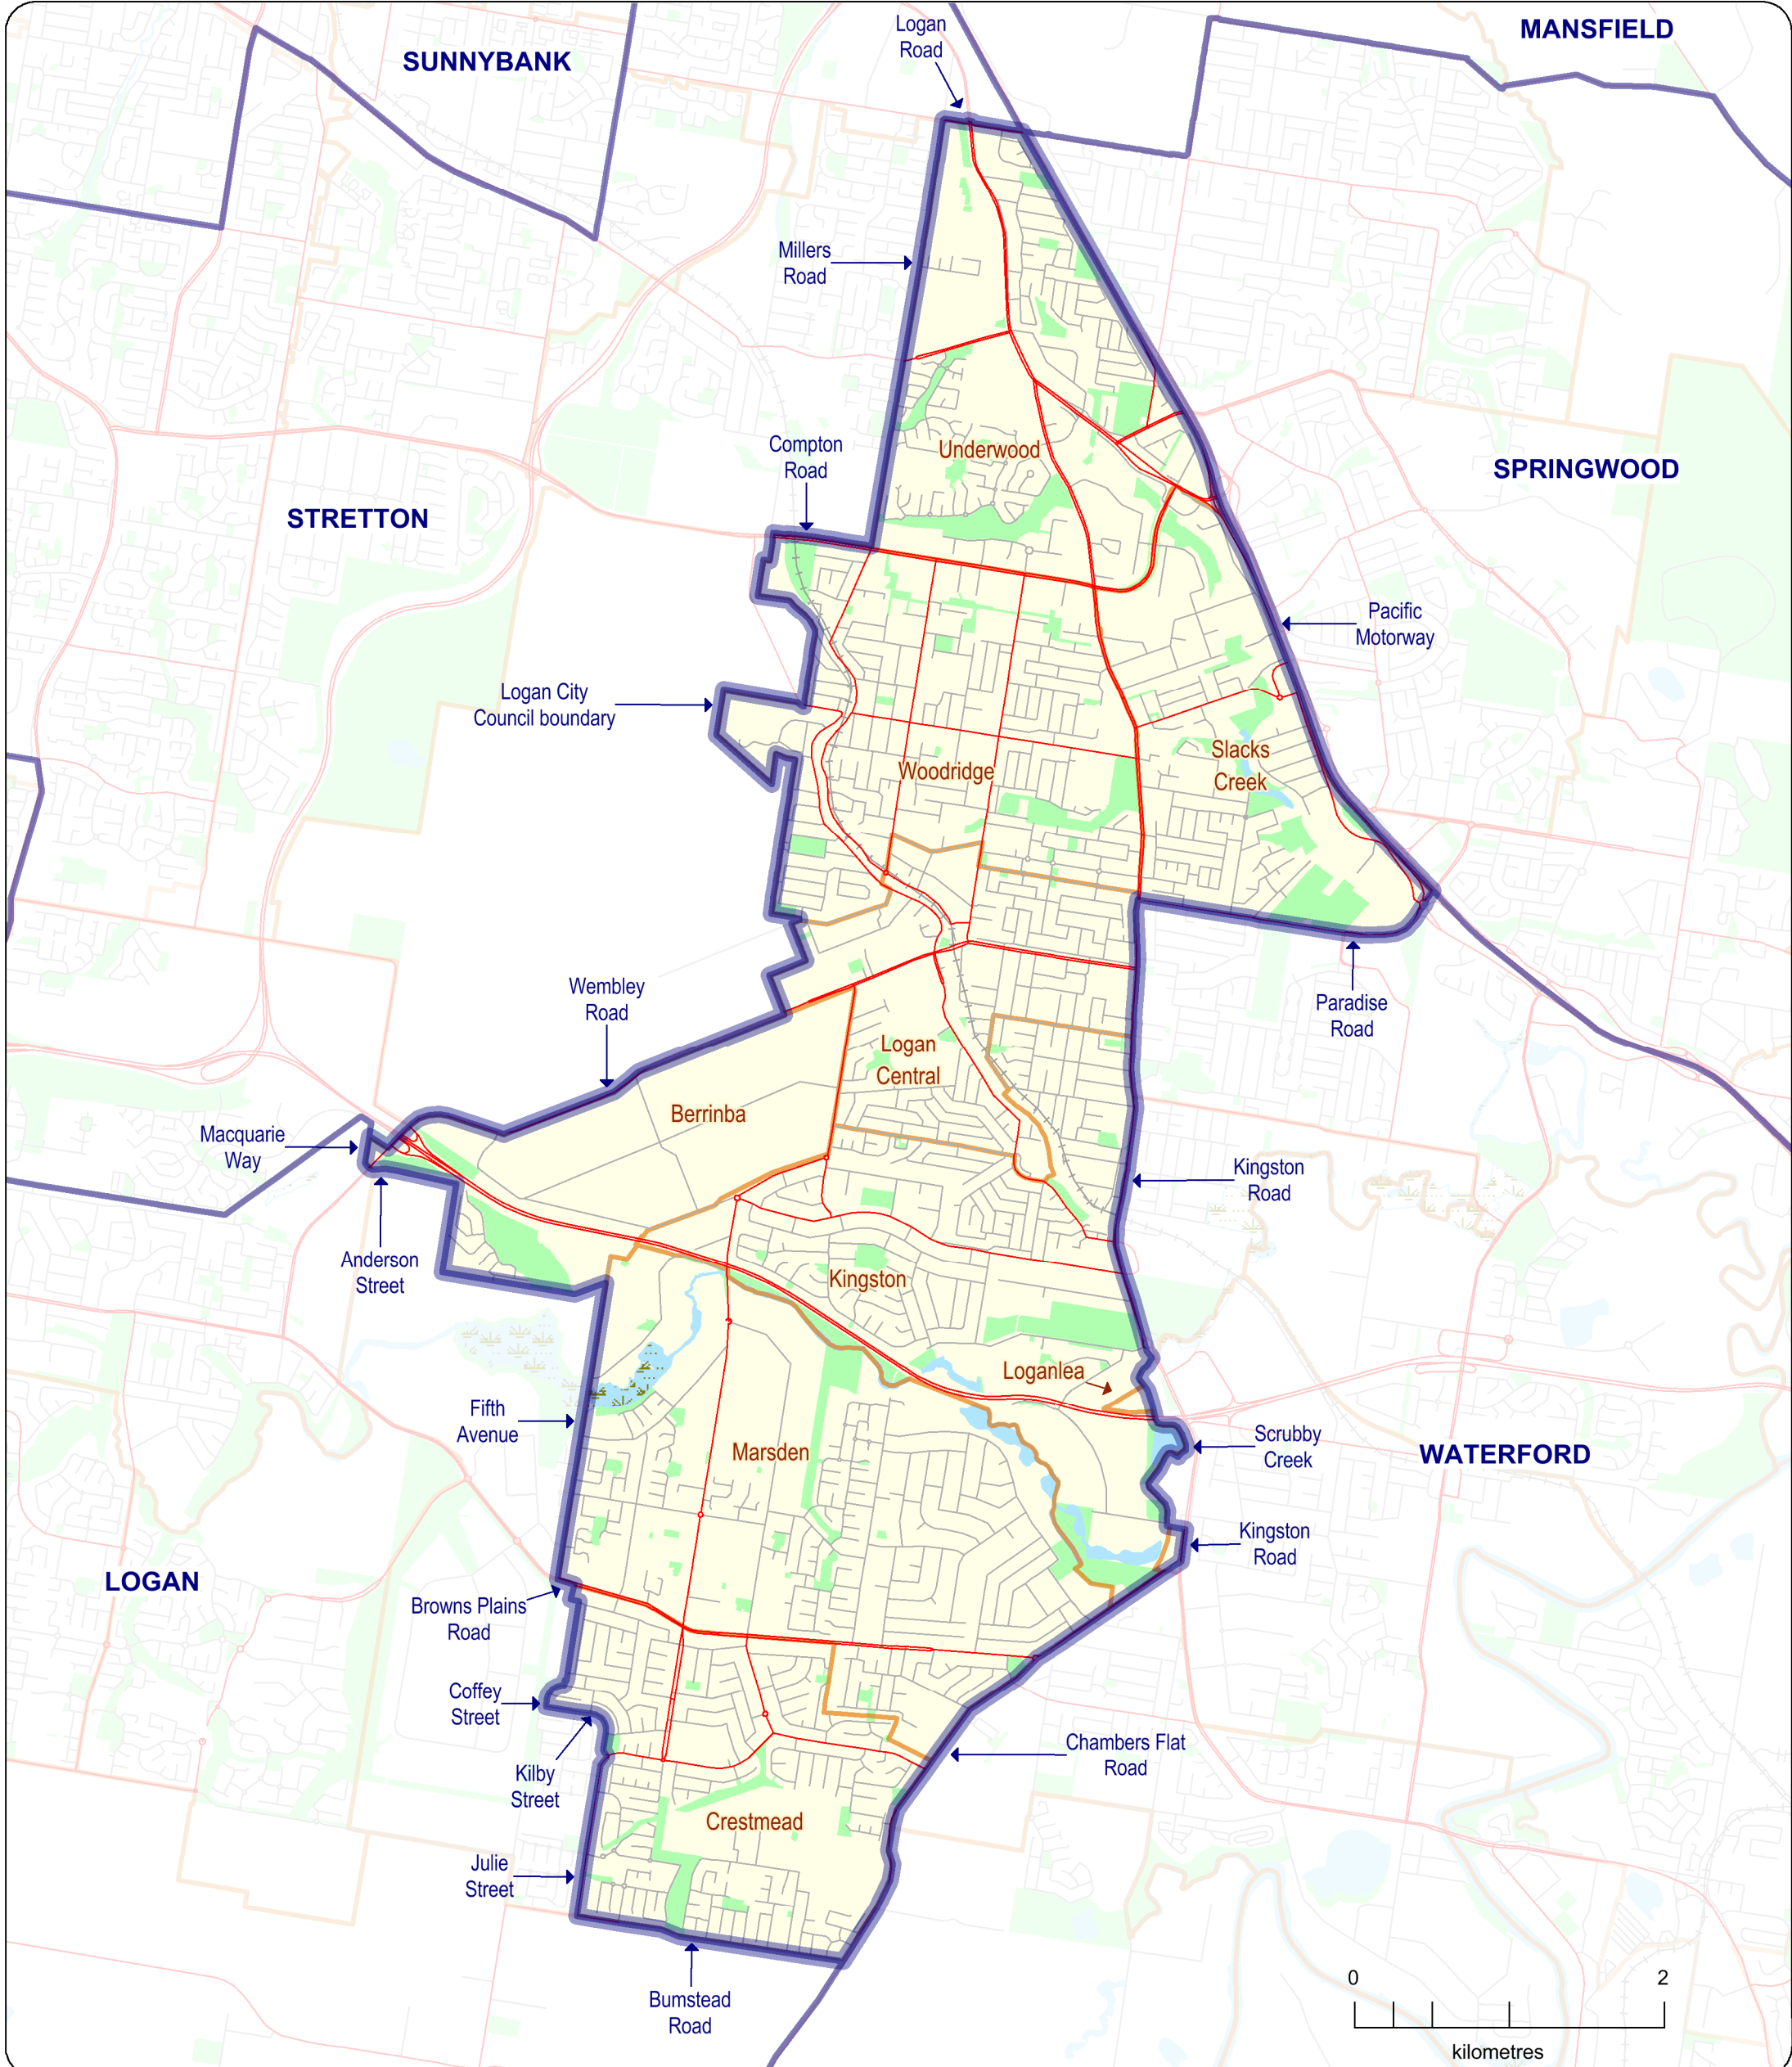 Logan
Road
MANSFIELD
SUNNYBANK
Millers
Road
Compton
Road
Underwood
SPRINGWOOD
STRETTON
Pacific
Motorway
Logan City
Council boundary
Slacks
Creek
Woodridge
Wembley
Road
Paradise
Road
Logan
Central
Berrinba
Macquarie
Way
Kingston
Road
Anderson
Street
Kingston
Loganlea
Fifth
Avenue
Marsden
Scrubby
Creek
WATERFORD
Kingston
Road
LOGAN
Browns Plains
Road
Coffey
Street
Chambers Flat
Road
Kilby
Street
Crestmead
Julie
Street
Bumstead
Road
0 2
kilometres